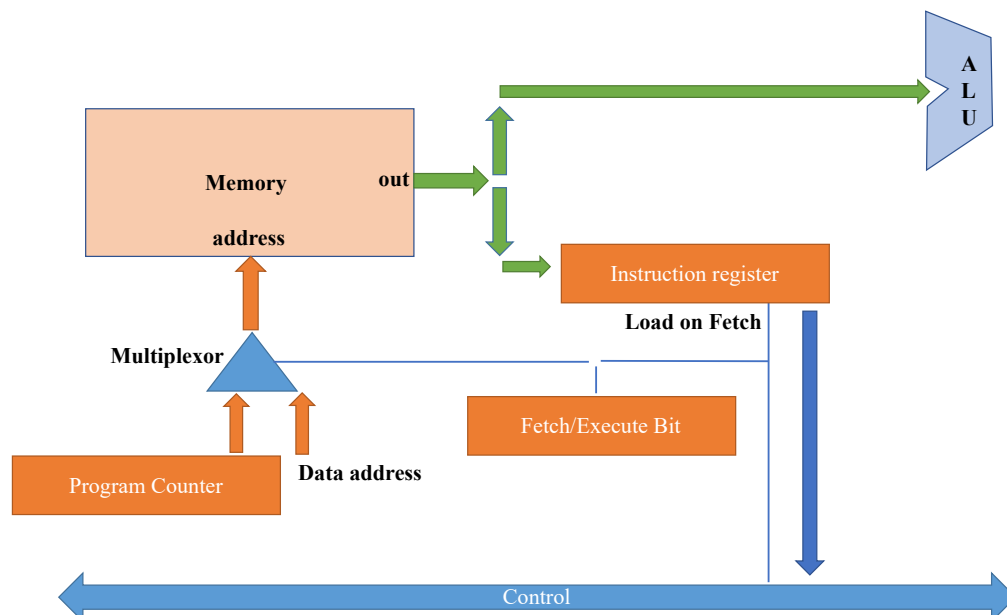 A
L
U
Memory
out
address
Instruction register
Load on Fetch
Multiplexor
Fetch/Execute Bit
Program Counter
Data address
Control